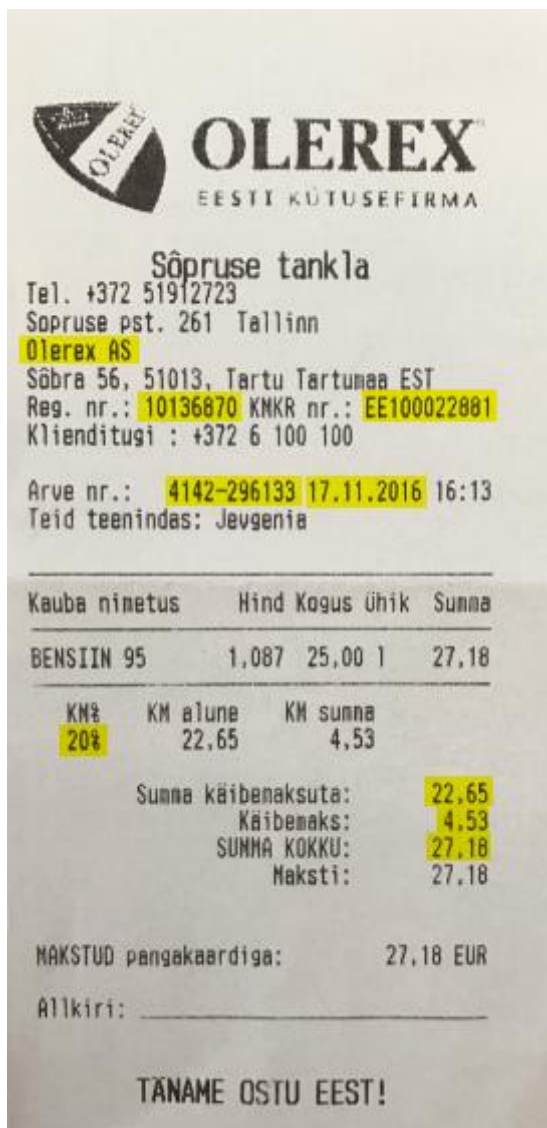 OLEREX
OLEREX
EESTI KÜTUSEFIRMA
Sõpruse tankla
Tel. +372 51912723
Sopruse pst. 261 Tallinn
Olerex AS
Sõbra 56, 51013, Tartu Tartumaa EST
Reg. nr.: 10136870 KMKR nr.: EE100022881
Klienditugi : +372 6 100 100
Arve nr.: 4142-296133 17.11.2016 16:13
Teid teenindas: Jevgenia
Kauba nimetus Hind Kogus Ühik Summa
BENSIIN 95 1,087 25,00 l 27,18
KM% KM alune KM summa
20% 22,65 4,53
Summa käibemaksuta: 22,65
Käibemaks: 4,53
SUMMA KOKKU: 27,18
Maksti: 27,18
MAKSTUD pangakaardiga: 27,18 EUR
Allkiri:
TÄNAME OSTU EEST!